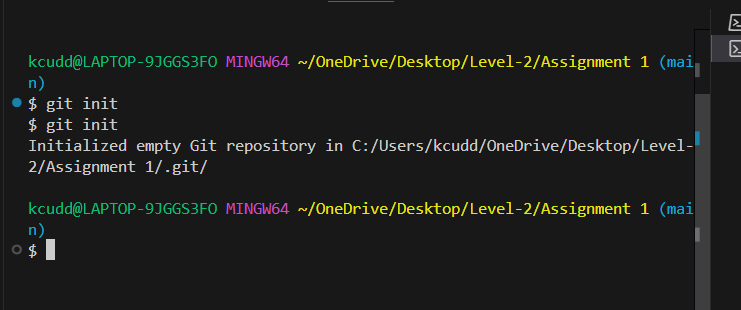 kcudd@LAPTOP-9JGGS3FO MINGW64 ~/OneDrive/Desktop/Level-2/Assignment 1 (mai
n)
$ git init
$ git init
Initialized empty Git repository in C:/Users/kcudd/OneDrive/Desktop/Level-
2/Assignment 1/.git/
kcudd@LAPTOP-9JGGS3FO MINGW64 ~/OneDrive/Desktop/Level-2/Assignment 1 (mai
n)
$